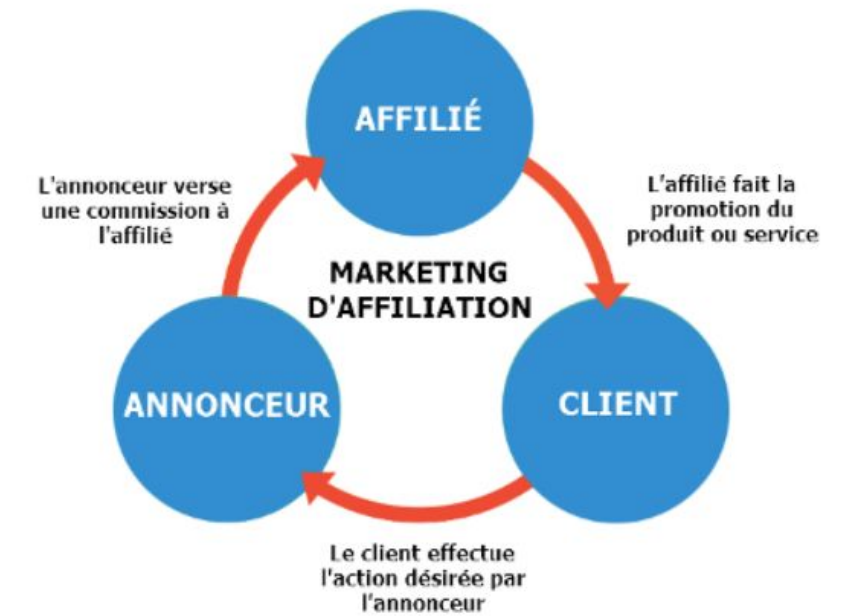 AFFILIÉ
L'annonceur verse
une commission à
l'affilié
L'affilié fait la
promotion du
produit ou service
MARKETING
D'AFFILIATION
ANNONCEUR
CLIENT
Le client effectue
l'action désirée par
l'annonceur